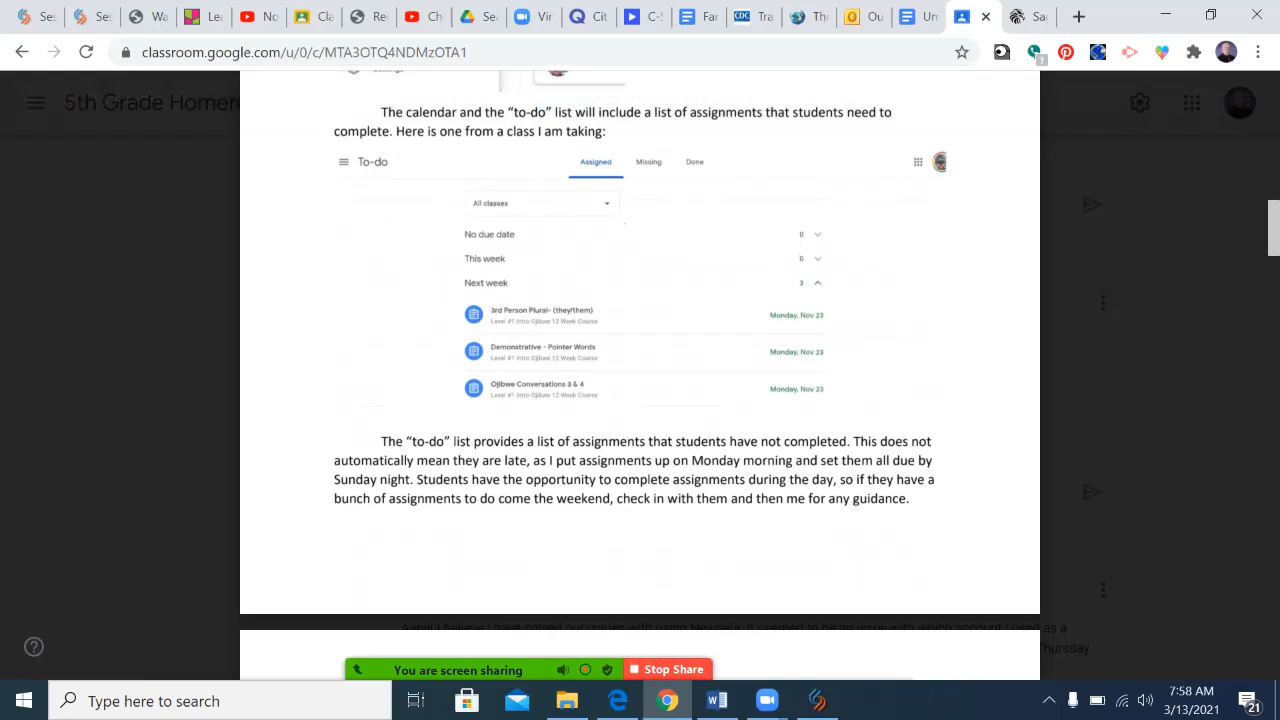 classroom.google.com/u/0/c/MTA3OTQ4NDMzOTA1
5th Grade Homer
The calendar and the “to-do” list will include a list of assignments that students need to
complete. Here is one from a class I am taking:
To-do
Assigned Missing Done
All classes
No due date 0
This week 0
Next week 3
3rd Person Plural- (they/them)
Level #1 Intro Ojibwe 12 Week Course
Monday, Nov 23
Demonstrative - Pointer Words
Level #1 Intro Ojibwe 12 Week Course
Monday, Nov 23
Ojibwe Conversations 3 & 4
Level #1 Intro Ojibwe 12 Week Course
Monday, Nov 23
The “to-do” list provides a list of assignments that students have not completed. This does not
automatically mean they are late, as I put assignments up on Monday morning and set them all due by
Sunday night. Students have the opportunity to complete assignments during the day, so if they have a
bunch of assignments to do come the weekend, check in with them and then me for any guidance.
I believe I have solved our issues with using Newsela. It seemed to be an issue with which account I used as a
Thursday
You are screen sharing
Stop Share
Type here to search
7:58 AM
3/13/2021
21